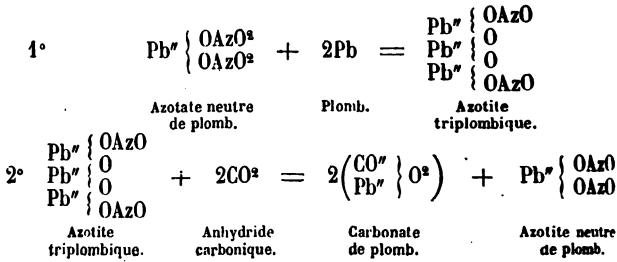 1° Pb″ { OAzO² OAzO² + 2Pb = Pb″ Pb″ Pb″ { OAzO { O { O { OAzO
Azotate neutre de plomb. Plomb. Azotite triplombique.
2° Pb″ Pb″ Pb″ { OAzO { O { O { OAzO + 2CO² = 2( CO″ Pb″ } O² ) + Pb″ { OAzO OAzO
Azotite triplombique. Anhydride carbonique. Carbonate de plomb. Azotite neutre de plomb.